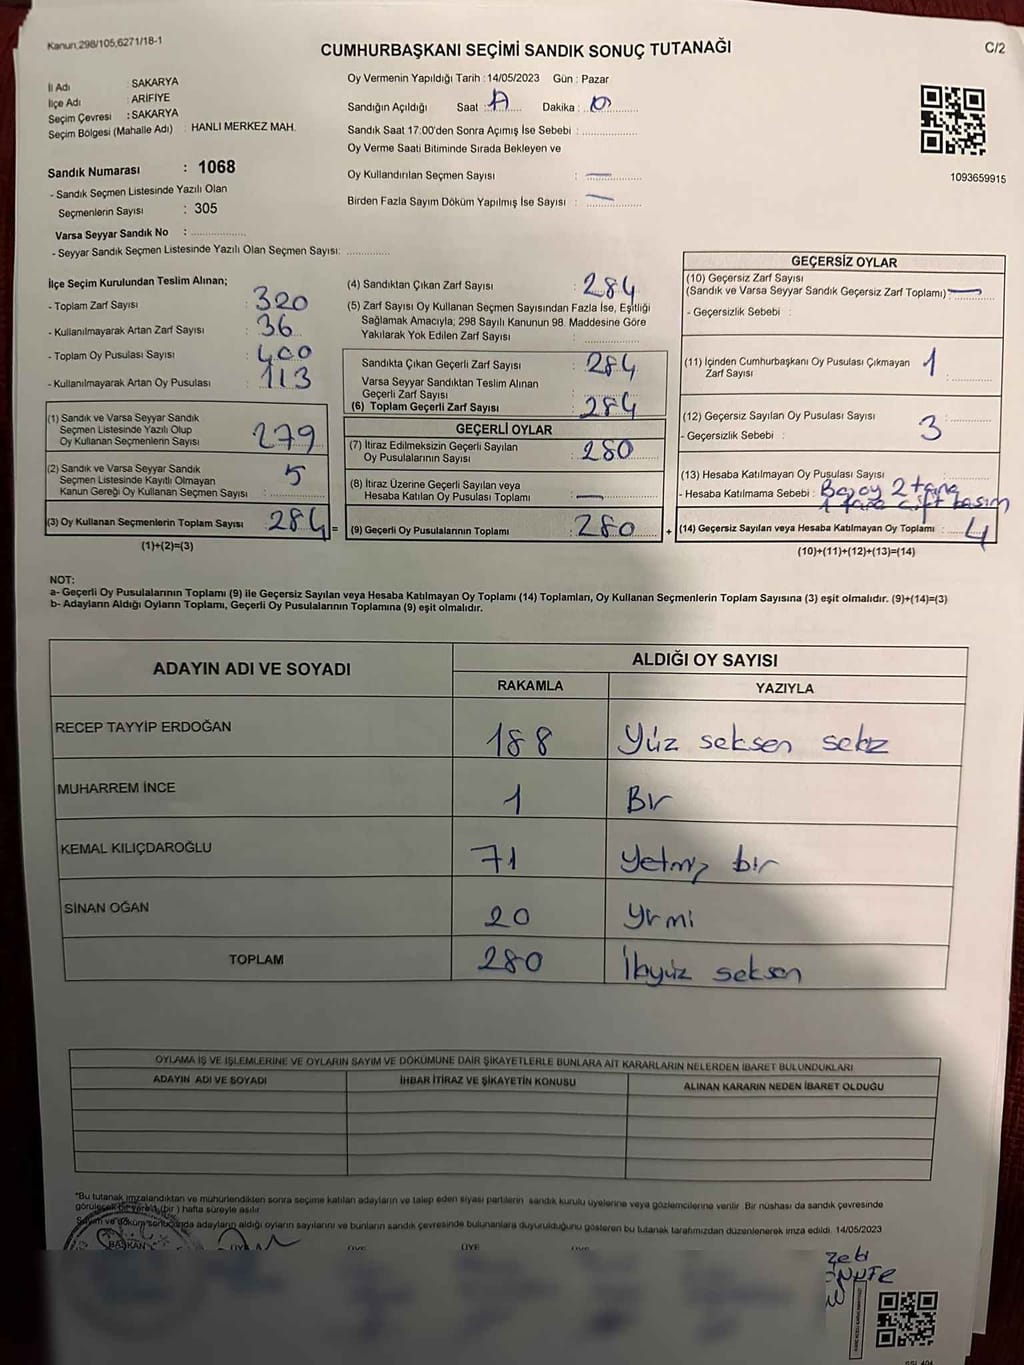 Kanun;298/105;6271/18-1
CUMHURBAŞKANI SEÇİMİ SANDIK SONUÇ TUTANAĞI
C/2
İl Adı : SAKARYA
İlçe Adı : ARİFİYE
Seçim Çevresi : SAKARYA
Seçim Bölgesi (Mahalle Adı) : HANLI MERKEZ MAH.
Sandık Numarası : 1068
- Sandık Seçmen Listesinde Yazılı Olan
Seçmenlerin Sayısı : 305
Varsa Seyyar Sandık No : ..................
- Seyyar Sandık Seçmen Listesinde Yazılı Olan Seçmen Sayısı: ..............
Oy Vermenin Yapıldığı Tarih : 14/05/2023 Gün : Pazar
Sandığın Açıldığı Saat : Dakika :
Sandık Saat 17:00'den Sonra Açımış İse Sebebi : ..................
Oy Verme Saati Bitiminde Sırada Bekleyen ve
Oy Kullandırılan Seçmen Sayısı : —
Birden Fazla Sayım Döküm Yapılmış İse Sayısı : —
1093659915
İlçe Seçim Kurulundan Teslim Alınan;
- Toplam Zarf Sayısı : 320
- Kullanılmayarak Artan Zarf Sayısı : 36
- Toplam Oy Pusulası Sayısı : 400
- Kullanılmayarak Artan Oy Pusulası : 113
(1) Sandık ve Varsa Seyyar Sandık
Seçmen Listesinde Yazılı Olup
Oy Kullanan Seçmenlerin Sayısı : 279
(2) Sandık ve Varsa Seyyar Sandık
Seçmen Listesinde Kayıtlı Olmayan
Kanun Gereği Oy Kullanan Seçmen Sayısı : 5
(3) Oy Kullanan Seçmenlerin Toplam Sayısı : 284 =
(1)+(2)=(3)
(4) Sandıktan Çıkan Zarf Sayısı : 284
(5) Zarf Sayısı Oy Kullanan Seçmen Sayısından Fazla İse, Eşitliği
Sağlamak Amacıyla; 298 Sayılı Kanunun 98. Maddesine Göre
Yakılarak Yok Edilen Zarf Sayısı : ..................
Sandıkta Çıkan Geçerli Zarf Sayısı : 284
Varsa Seyyar Sandıktan Teslim Alınan
Geçerli Zarf Sayısı
(6) Toplam Geçerli Zarf Sayısı : 284
GEÇERLİ OYLAR
(7) İtiraz Edilmeksizin Geçerli Sayılan
Oy Pusulalarının Sayısı : 280
(8) İtiraz Üzerine Geçerli Sayılan veya
Hesaba Katılan Oy Pusulası Toplamı : —
(9) Geçerli Oy Pusulalarının Toplamı : 280 +
GEÇERSİZ OYLAR
(10) Geçersiz Zarf Sayısı
(Sandık ve Varsa Seyyar Sandık Geçersiz Zarf Toplamı) : —
- Geçersizlik Sebebi :
(11) İçinden Cumhurbaşkanı Oy Pusulası Çıkmayan
Zarf Sayısı : 1
(12) Geçersiz Sayılan Oy Pusulası Sayısı : 3
- Geçersizlik Sebebi :
(13) Hesaba Katılmayan Oy Pusulası Sayısı :
- Hesaba Katılmama Sebebi : Boş oy 2 tane
1 tane çift basım
(14) Geçersiz Sayılan veya Hesaba Katılmayan Oy Toplamı : 4
(10)+(11)+(12)+(13)=(14)
NOT:
a- Geçerli Oy Pusulalarının Toplamı (9) ile Geçersiz Sayılan veya Hesaba Katılmayan Oy Toplamı (14) Toplamları, Oy Kullanan Seçmenlerin Toplam Sayısına (3) eşit olmalıdır. (9)+(14)=(3)
b- Adayların Aldığı Oyların Toplamı, Geçerli Oy Pusulalarının Toplamına (9) eşit olmalıdır.
ADAYIN ADI VE SOYADI
ALDIĞI OY SAYISI
RAKAMLA YAZIYLA
RECEP TAYYİP ERDOĞAN 188 Yüz seksen sekz
MUHARREM İNCE 1 Bir
KEMAL KILIÇDAROĞLU 71 Yetmiş bir
SİNAN OĞAN 20 Yrmi
TOPLAM 280 İkiyüz seksen
OYLAMA İŞ VE İŞLEMLERİNE VE OYLARIN SAYIM VE DÖKÜMÜNE DAİR ŞİKAYETLERLE BUNLARA AİT KARARLARIN NELERDEN İBARET BULUNDUKLARI
ADAYIN ADI VE SOYADI İHBAR İTİRAZ VE ŞİKAYETİN KONUSU ALINAN KARARIN NEDEN İBARET OLDUĞU
*Bu tutanak imzalandıktan ve mühürlendikten sonra seçime katılan adayların ve talep eden siyasi partilerin sandık kurulu üyelerine veya gözlemcilerine verilir. Bir nüshası da sandık çevresinde
görülecek bir yere 1 (bir) hafta süreyle asılır.
Sayım ve döküm sonucunda adayların aldığı oyların sayılarını ve bunların sandık çevresinde bulunanlara duyurulduğunu gösteren bu tutanak tarafımızdan düzenlenerek imza edildi. 14/05/2023
BAŞKAN ÜYE ÜYE ÜYE ÜYE